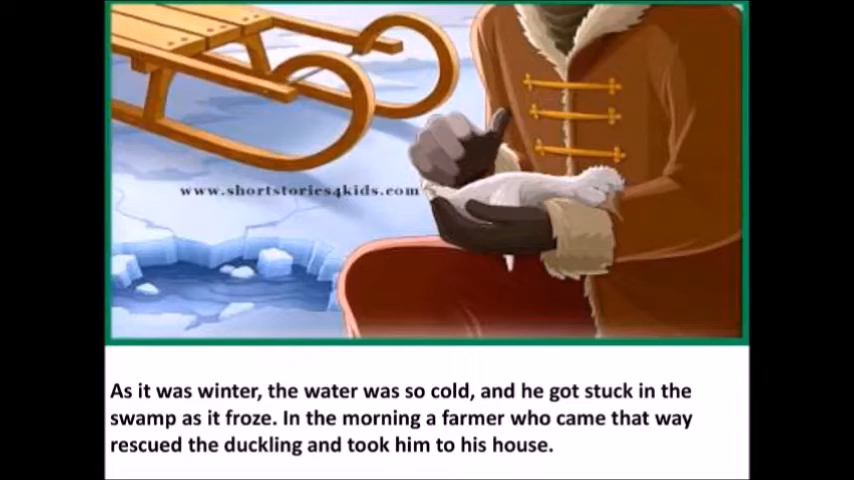 www.shortstories4kids.com
As it was winter, the water was so cold, and he got stuck in the
swamp as it froze. In the morning a farmer who came that way
rescued the duckling and took him to his house.